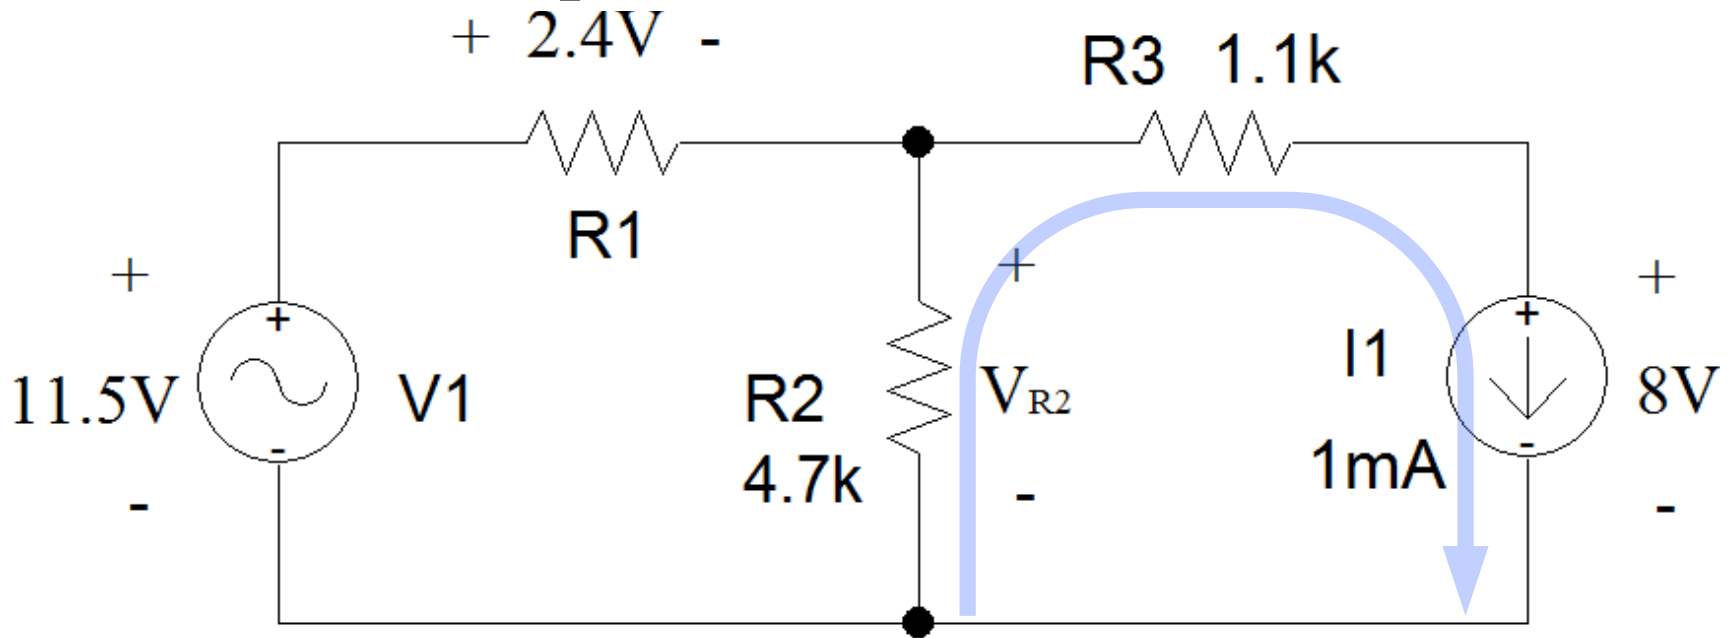 + 2.4V -
R3 1.1k
R1
+
11.5V
-
+
-
V1
R2
4.7k
+
VR2
-
I1
1mA
+
-
+
8V
-